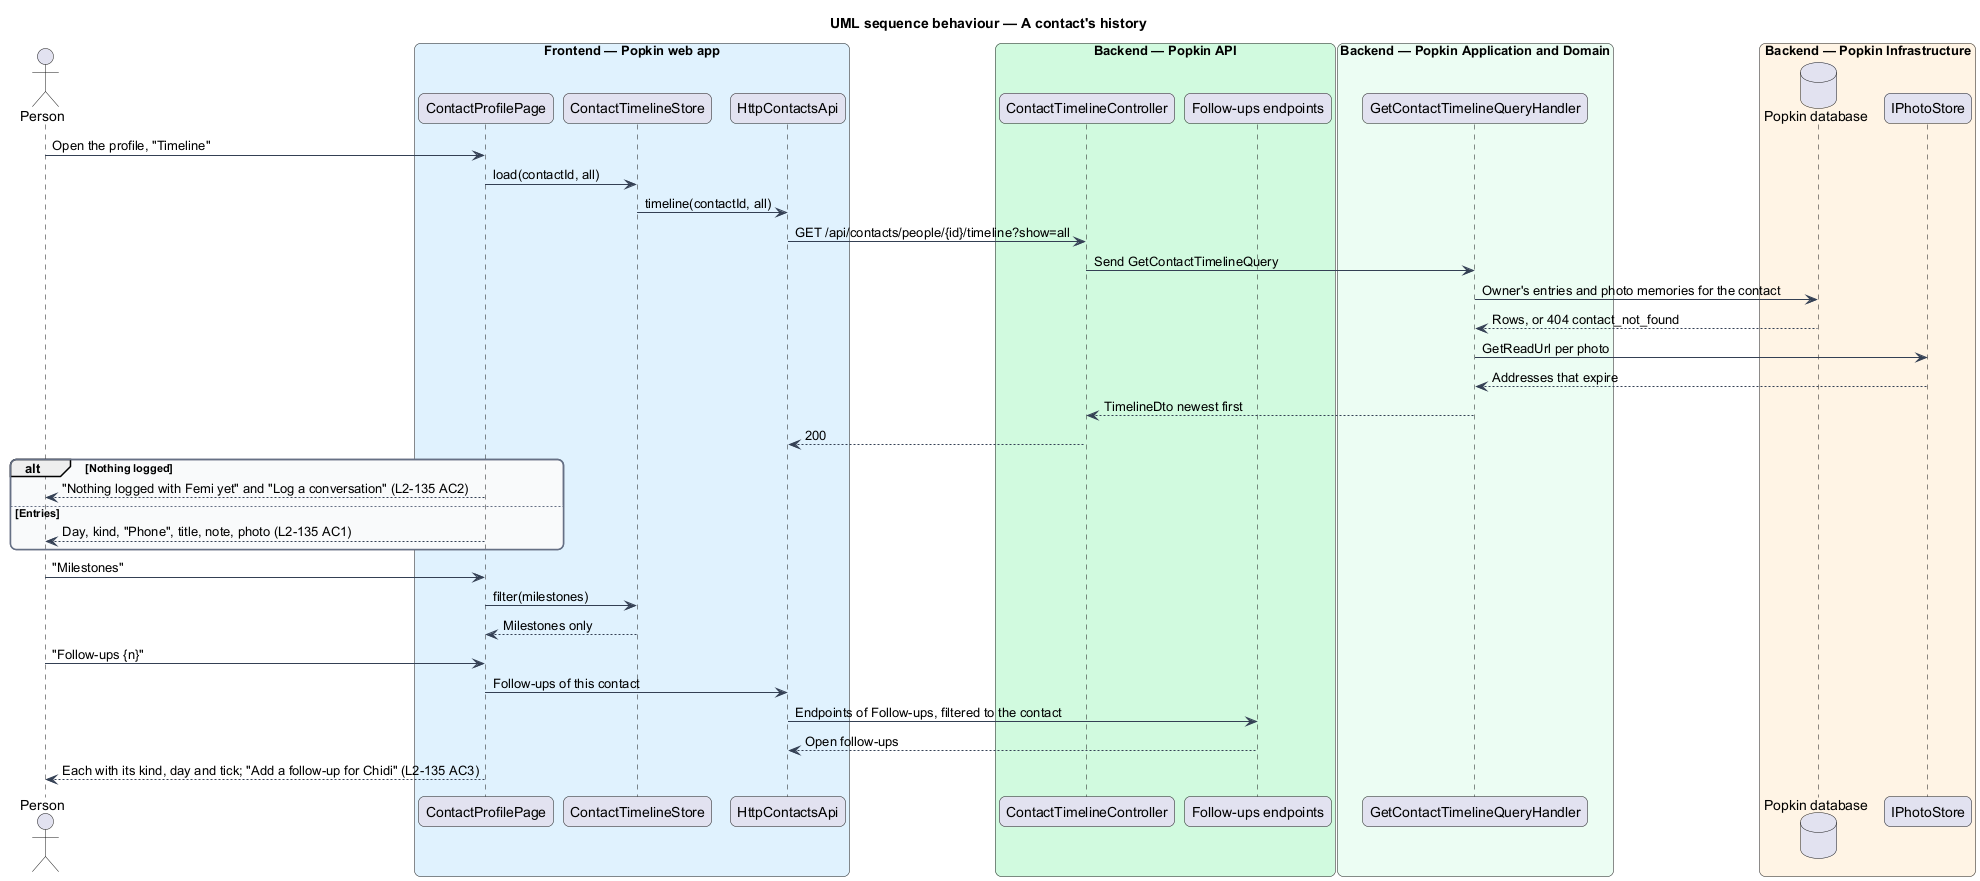 UML sequence behaviour — A contact's history
Frontend — Popkin web app
Backend — Popkin API
Backend — Popkin Application and Domain
Backend — Popkin Infrastructure
Person
ContactProfilePage
ContactTimelineStore
HttpContactsApi
ContactTimelineController
Follow-ups endpoints
GetContactTimelineQueryHandler
Popkin database
IPhotoStore
Open the profile, "Timeline"
load(contactId, all)
timeline(contactId, all)
GET /api/contacts/people/{id}/timeline?show=all
Send GetContactTimelineQuery
Owner's entries and photo memories for the contact
Rows, or 404 contact_not_found
GetReadUrl per photo
Addresses that expire
TimelineDto newest first
200
alt
[Nothing logged]
"Nothing logged with Femi yet" and "Log a conversation" (L2-135 AC2)
[Entries]
Day, kind, "Phone", title, note, photo (L2-135 AC1)
"Milestones"
filter(milestones)
Milestones only
"Follow-ups {n}"
Follow-ups of this contact
Endpoints of Follow-ups, filtered to the contact
Open follow-ups
Each with its kind, day and tick; "Add a follow-up for Chidi" (L2-135 AC3)
Person
ContactProfilePage
ContactTimelineStore
HttpContactsApi
ContactTimelineController
Follow-ups endpoints
GetContactTimelineQueryHandler
Popkin database
IPhotoStore